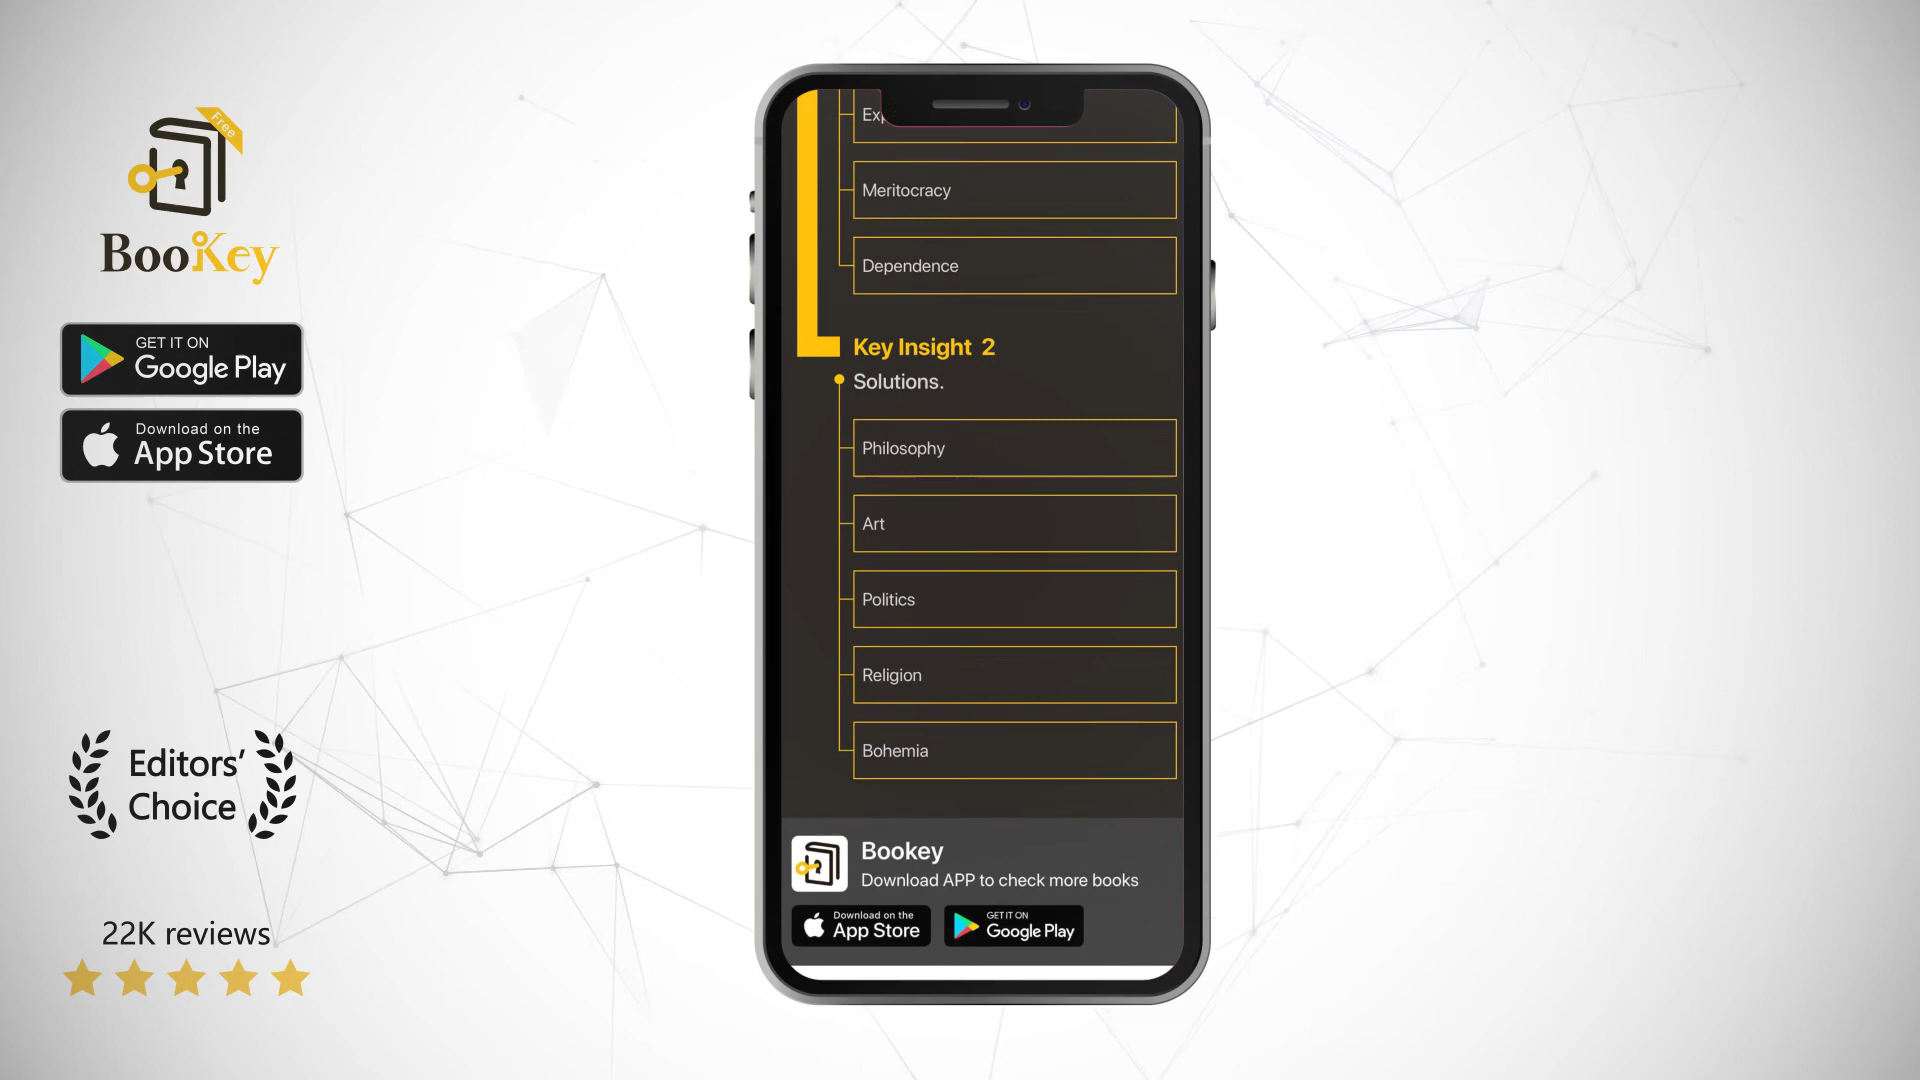 Free
BooKey
GET IT ON
Google Play
Download on the
App Store
Editors’
Choice
22K reviews
Meritocracy
Dependence
Key Insight 2
Solutions.
Philosophy
Art
Politics
Religion
Bohemia
Bookey
Download APP to check more books
Download on the
App Store
GET IT ON
Google Play